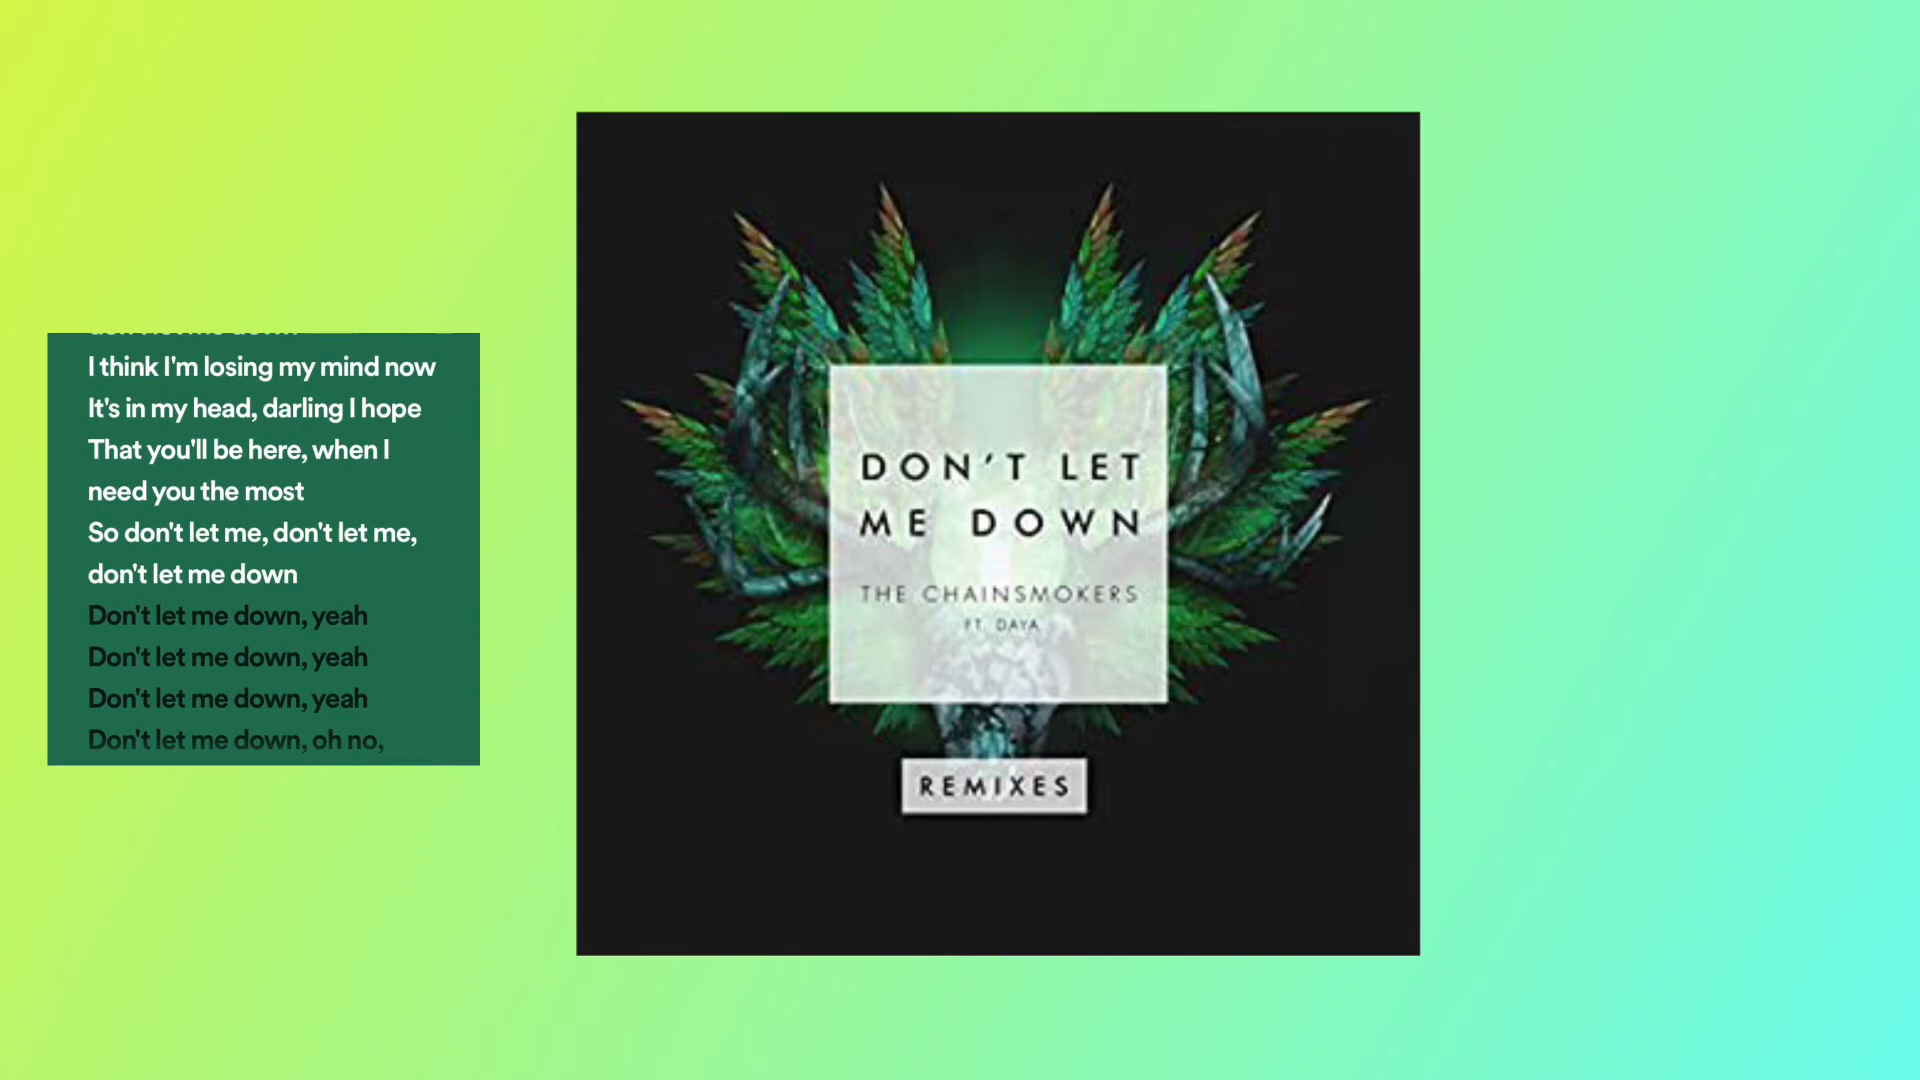 I think I'm losing my mind now
It's in my head, darling I hope
That you'll be here, when I
need you the most
So don't let me, don't let me,
don't let me down
Don't let me down, yeah
Don't let me down, yeah
Don't let me down, yeah
Don't let me down, oh no,
DON'T LET
ME DOWN
THE CHAINSMOKERS
FT. DAYA
REMIXES